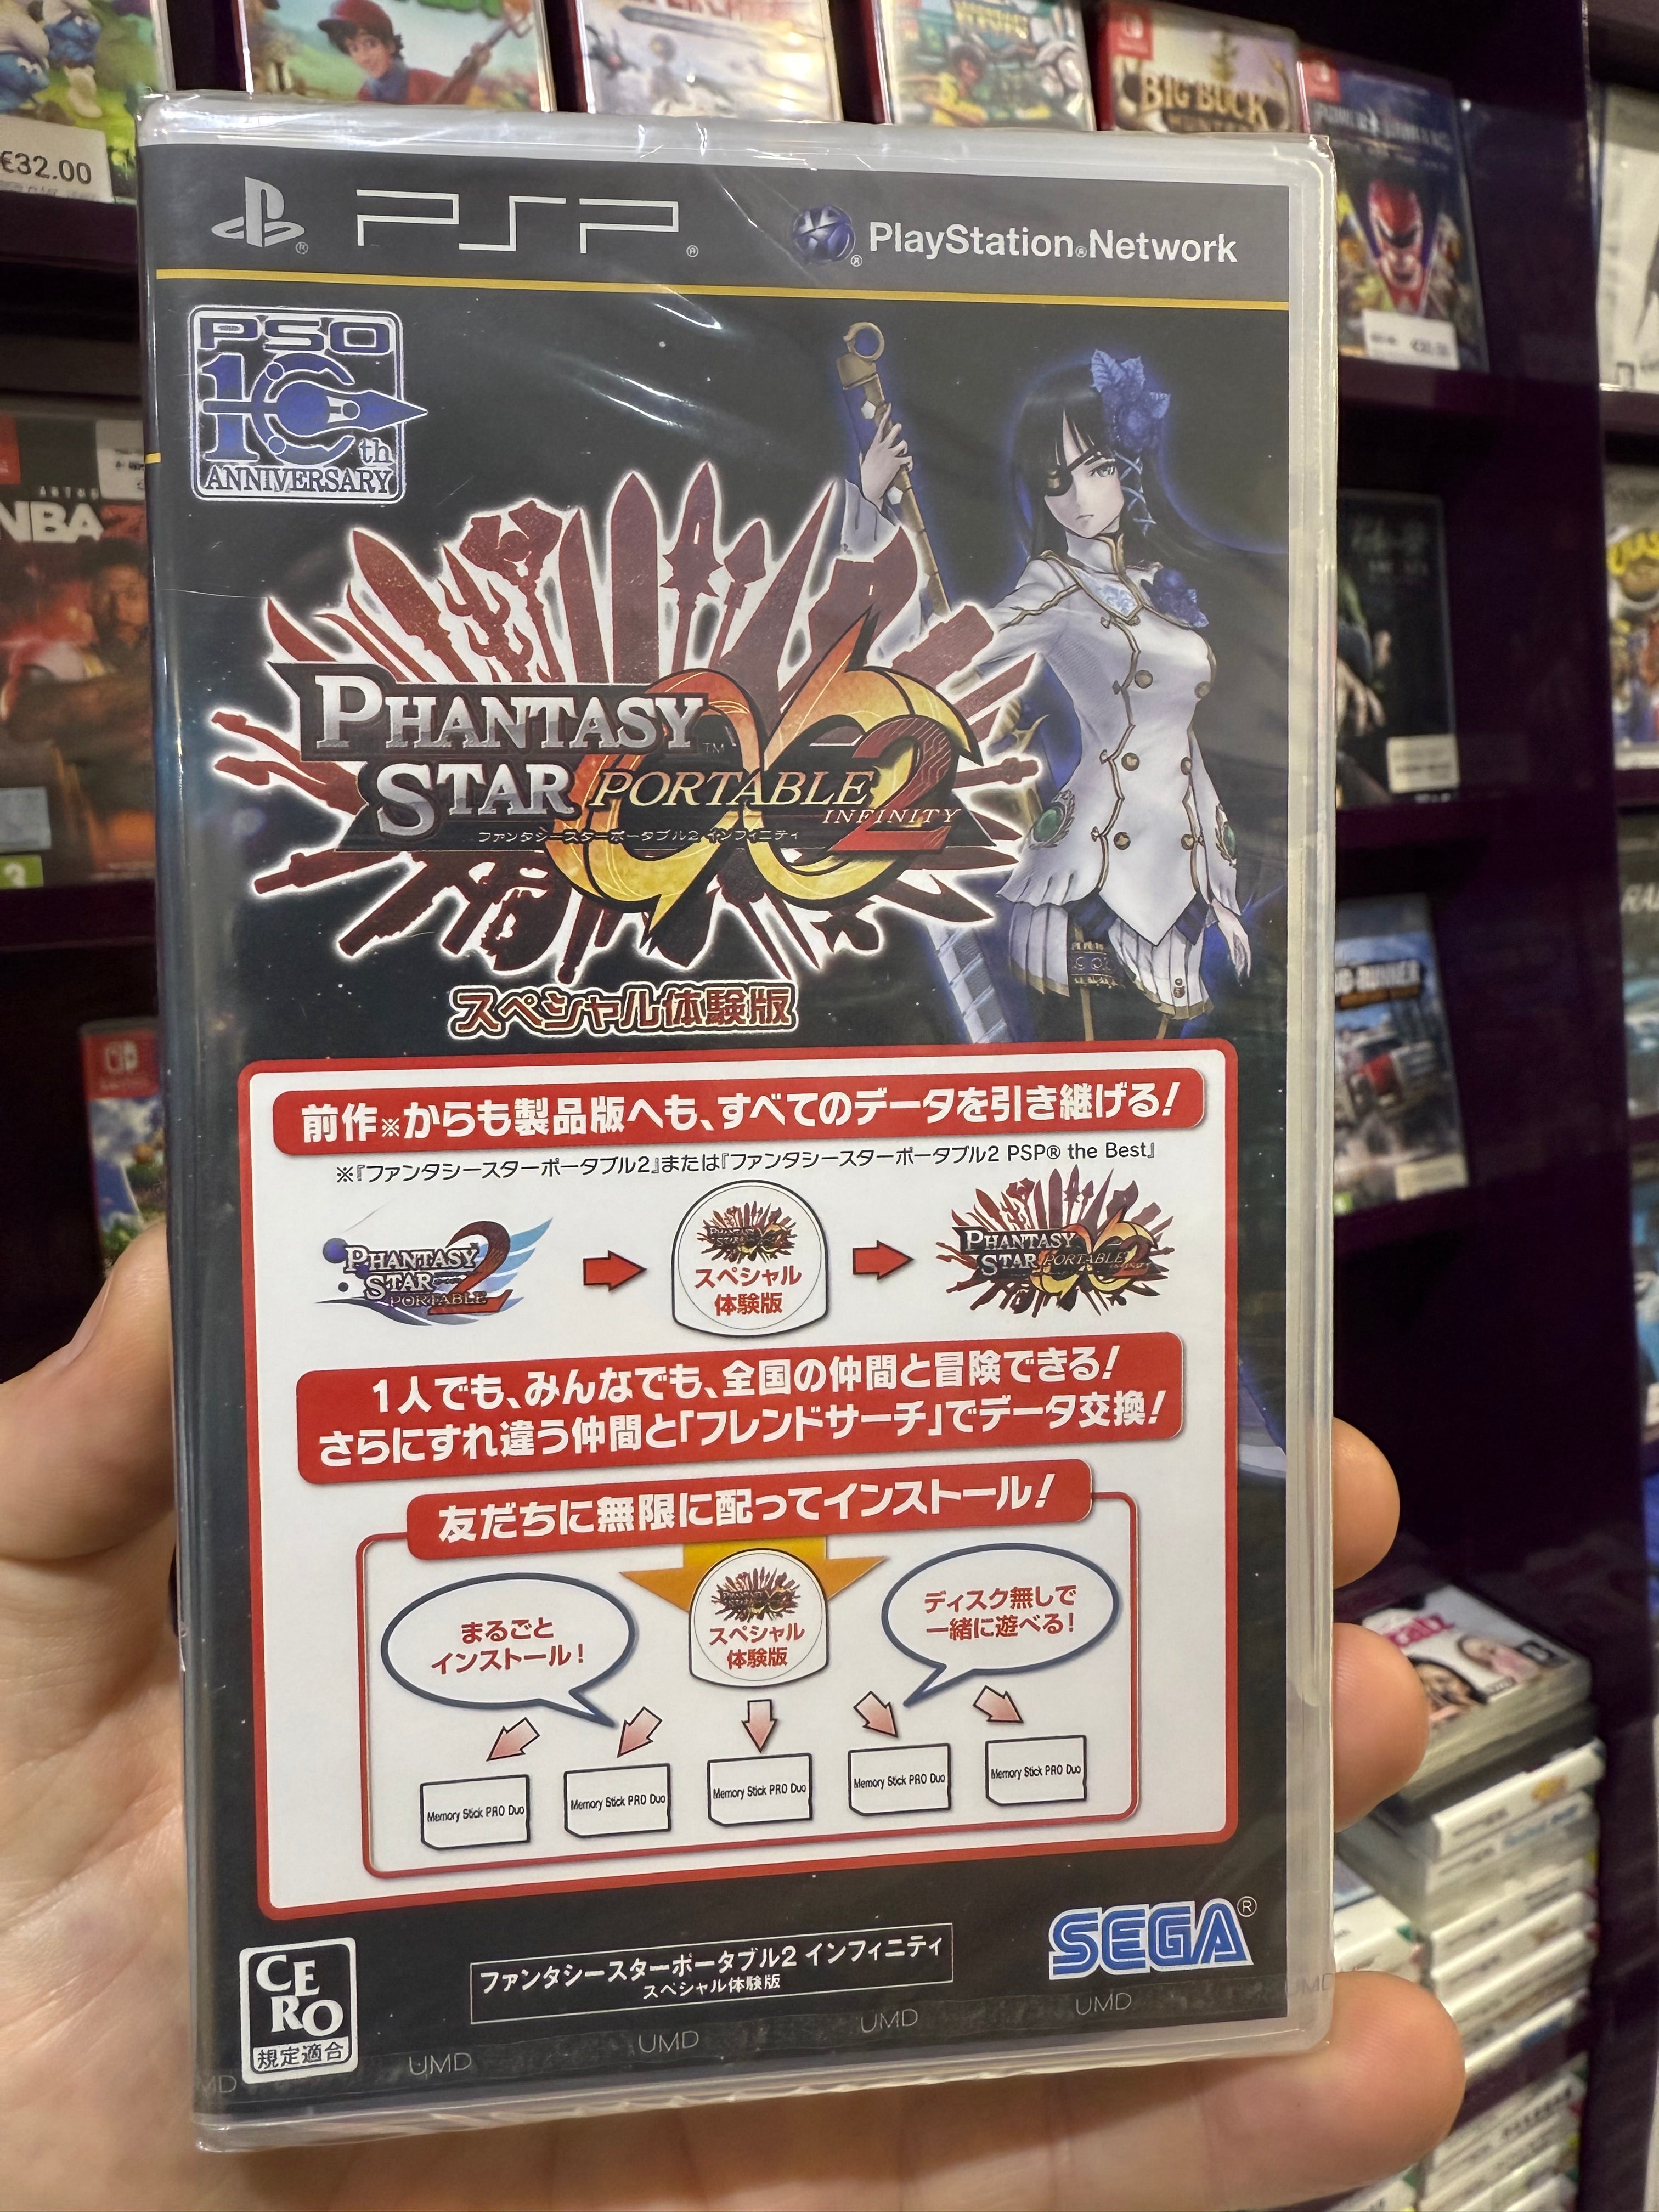 €32.00
BIG BUCK
NBA
PSP®
PlayStation®Network
PSO
10th
ANNIVERSARY
PHANTASY
STAR PORTABLE 2
INFINITY
™
ファンタシースターポータブル2 インフィニティ
スペシャル体験版
前作※からも製品版へも、すべてのデータを引き継げる!
※『ファンタシースターポータブル2』または『ファンタシースターポータブル2 PSP® the Best』
PHANTASY
STAR
PORTABLE 2
スペシャル
体験版
PHANTASY
STAR PORTABLE 2
INFINITY
1人でも、みんなでも、全国の仲間と冒険できる!
さらにすれ違う仲間と「フレンドサーチ」でデータ交換!
友だちに無限に配ってインストール!
まるごと
インストール!
スペシャル
体験版
ディスク無しで
一緒に遊べる!
Memory Stick PRO Duo
Memory Stick PRO Duo
Memory Stick PRO Duo
Memory Stick PRO Duo
Memory Stick PRO Duo
CERO
規定適合
ファンタシースターポータブル2 インフィニティ
スペシャル体験版
SEGA®
UMD
UMD
UMD
UMD